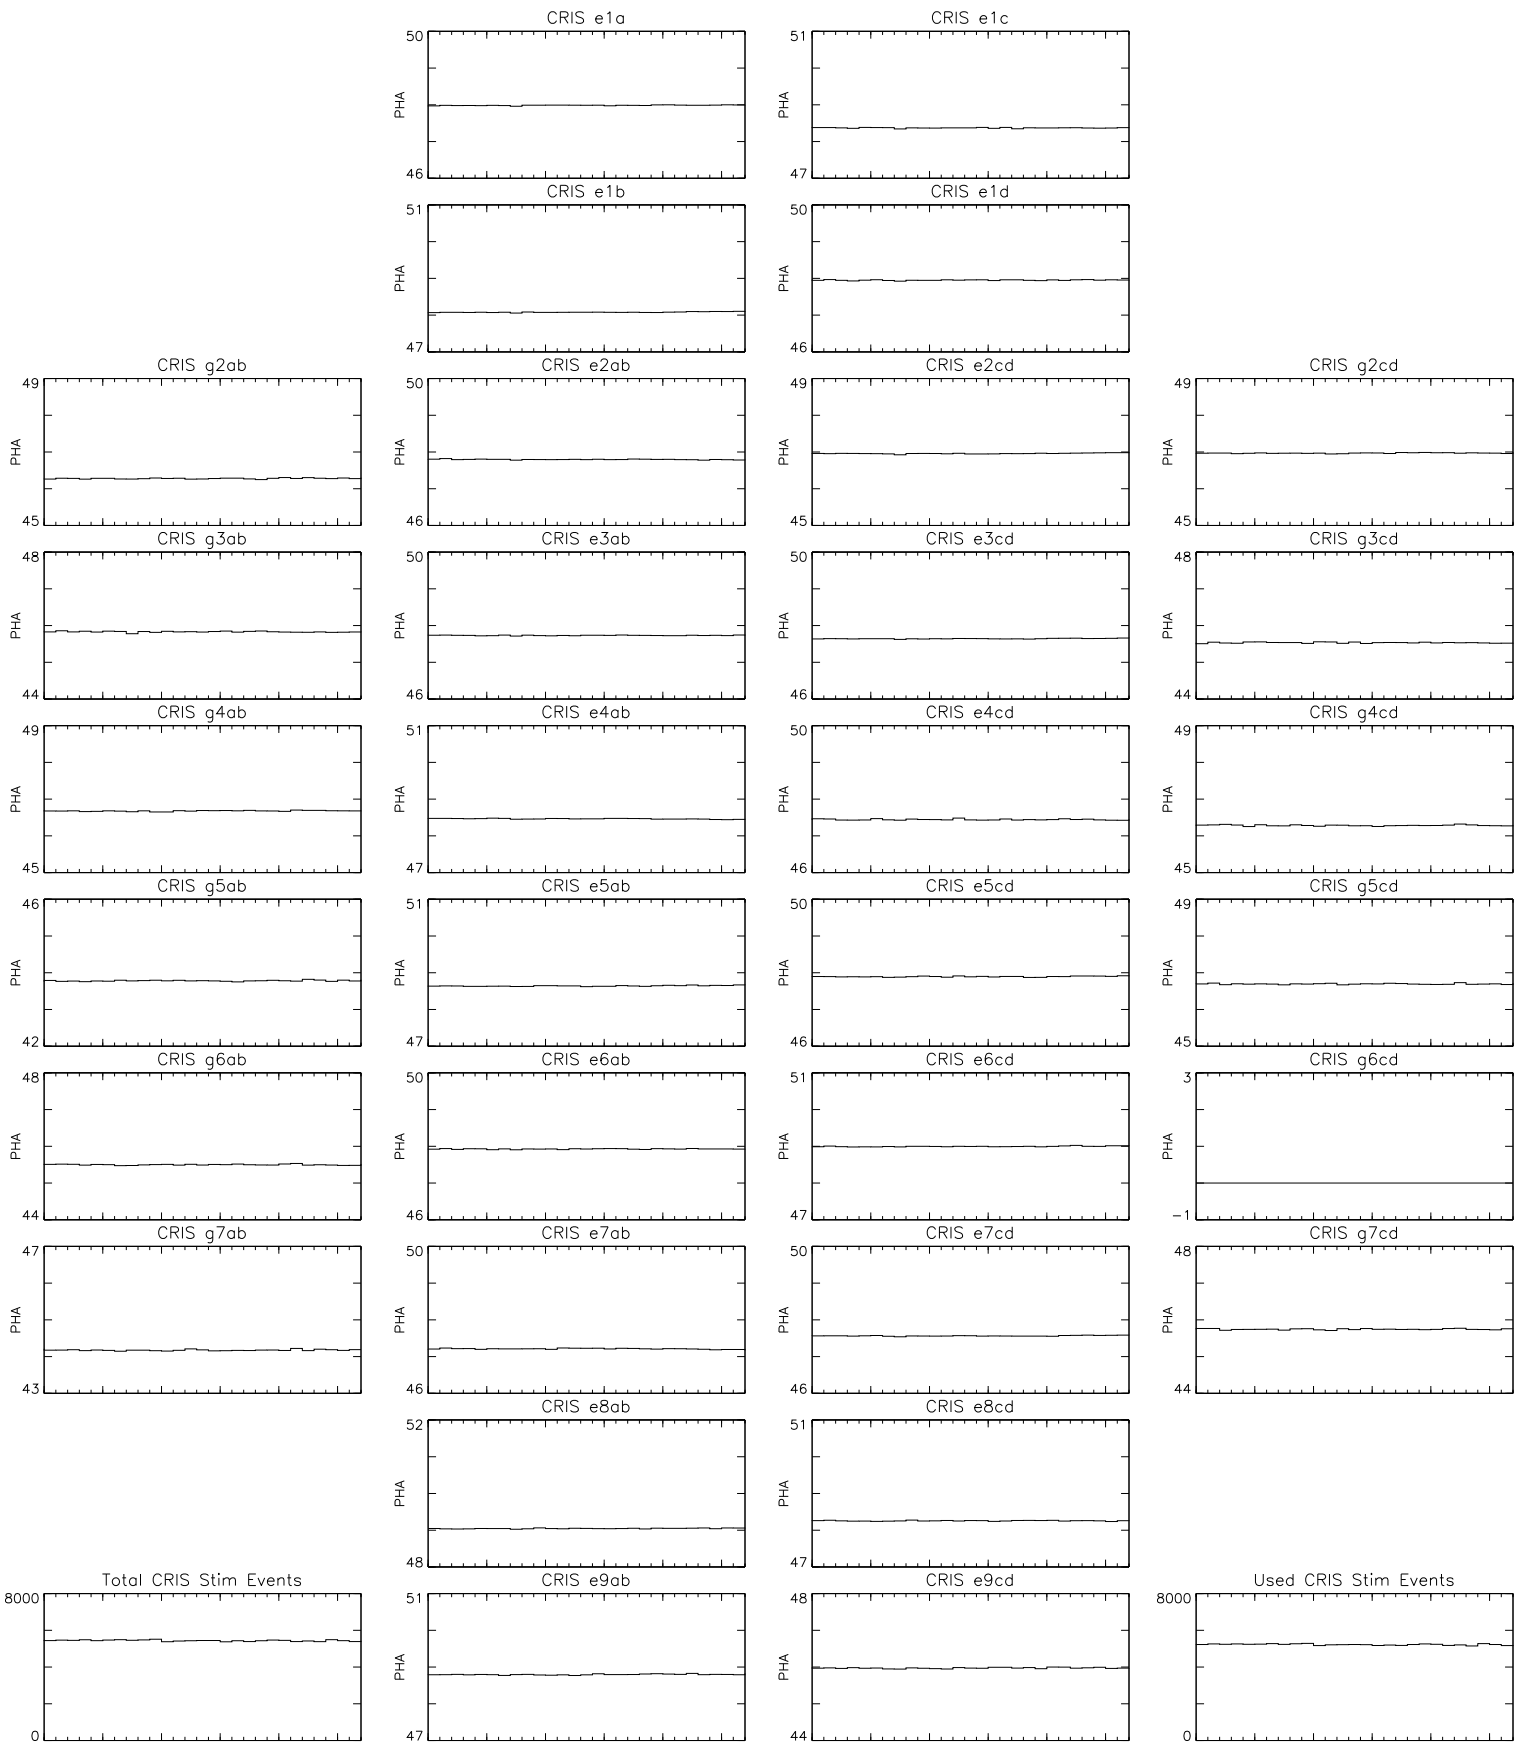 CRIS e1a
50
PHA
46
CRIS e1c
51
PHA
47
CRIS e1b
51
PHA
47
CRIS e1d
50
PHA
46
CRIS g2ab
49
PHA
45
CRIS e2ab
50
PHA
46
CRIS e2cd
49
PHA
45
CRIS g2cd
49
PHA
45
CRIS g3ab
48
PHA
44
CRIS e3ab
50
PHA
46
CRIS e3cd
50
PHA
46
CRIS g3cd
48
PHA
44
CRIS g4ab
49
PHA
45
CRIS e4ab
51
PHA
47
CRIS e4cd
50
PHA
46
CRIS g4cd
49
PHA
45
CRIS g5ab
46
PHA
42
CRIS e5ab
51
PHA
47
CRIS e5cd
50
PHA
46
CRIS g5cd
49
PHA
45
CRIS g6ab
48
PHA
44
CRIS e6ab
50
PHA
46
CRIS e6cd
51
PHA
47
CRIS g6cd
3
PHA
-1
CRIS g7ab
47
PHA
43
CRIS e7ab
50
PHA
46
CRIS e7cd
50
PHA
46
CRIS g7cd
48
PHA
44
CRIS e8ab
52
PHA
48
CRIS e8cd
51
PHA
47
Total CRIS Stim Events
8000
0
CRIS e9ab
51
PHA
47
CRIS e9cd
48
PHA
44
Used CRIS Stim Events
8000
0